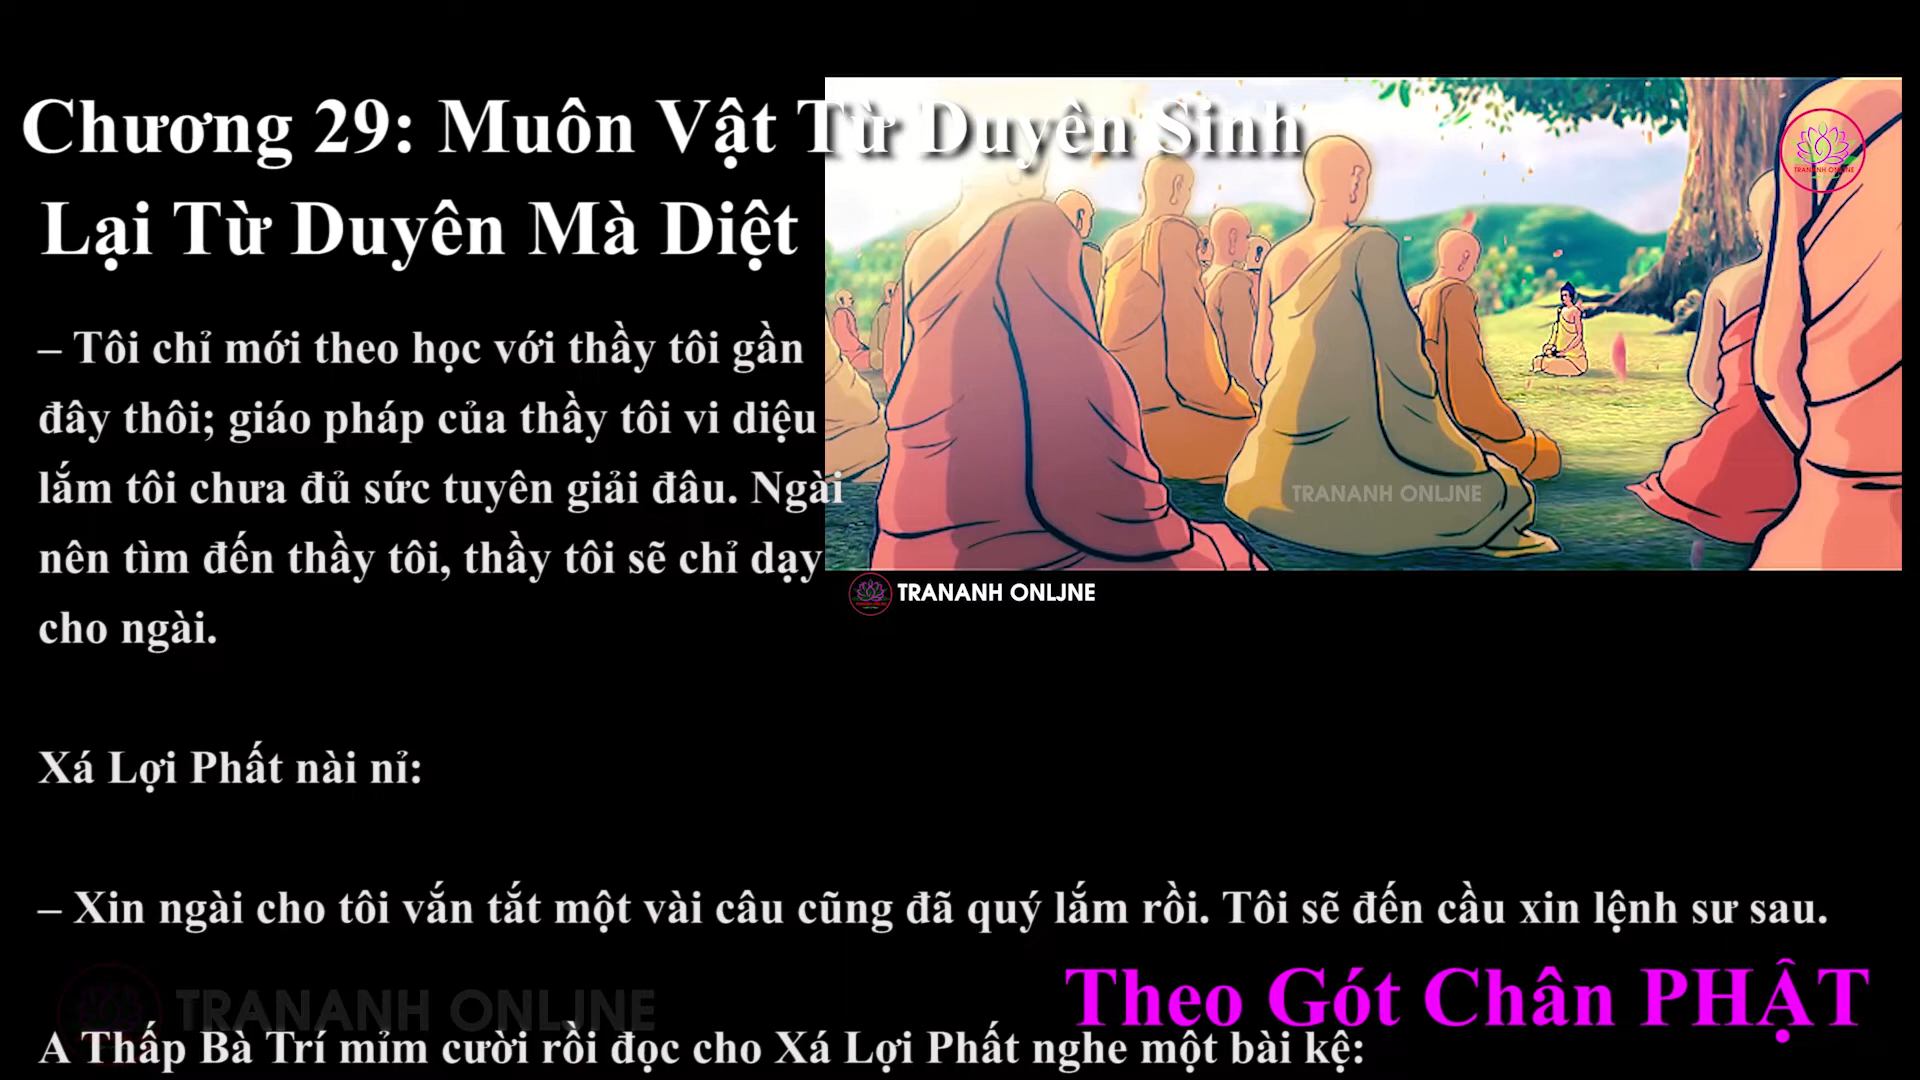 Chương 29: Muôn Vật Từ Duyên Sinh
Lại Từ Duyên Mà Diệt
– Tôi chỉ mới theo học với thầy tôi gần
đây thôi; giáo pháp của thầy tôi vi diệu
lắm tôi chưa đủ sức tuyên giải đâu. Ngài
nên tìm đến thầy tôi, thầy tôi sẽ chỉ dạy
cho ngài.
TRANANH ONLJNE
TRANANH ONLJNE
TRANANH ONLJNE
Xá Lợi Phất nài nỉ:
– Xin ngài cho tôi vắn tắt một vài câu cũng đã quý lắm rồi. Tôi sẽ đến cầu xin lệnh sư sau.
Theo Gót Chân PHẬT
TRANANH ONLJNE
A Thấp Bà Trí mỉm cười rồi đọc cho Xá Lợi Phất nghe một bài kệ: